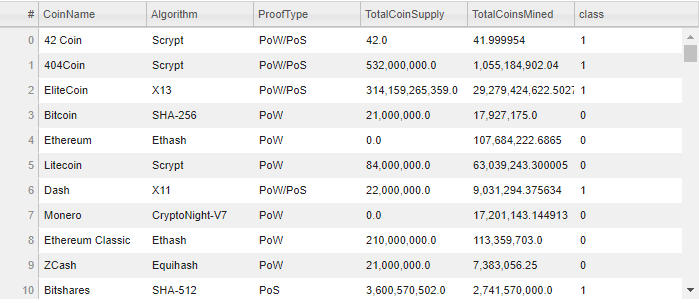 # CoinName Algorithm ProofType TotalCoinSupply TotalCoinsMined class
0 42 Coin Scrypt PoW/PoS 42.0 41.999954 1
1 404Coin Scrypt PoW/PoS 532,000,000.0 1,055,184,902.04 1
2 EliteCoin X13 PoW/PoS 314,159,265,359.0 29,279,424,622.5027 1
3 Bitcoin SHA-256 PoW 21,000,000.0 17,927,175.0 0
4 Ethereum Ethash PoW 0.0 107,684,222.6865 0
5 Litecoin Scrypt PoW 84,000,000.0 63,039,243.300005 0
6 Dash X11 PoW/PoS 22,000,000.0 9,031,294.375634 1
7 Monero CryptoNight-V7 PoW 0.0 17,201,143.144913 0
8 Ethereum Classic Ethash PoW 210,000,000.0 113,359,703.0 0
9 ZCash Equihash PoW 21,000,000.0 7,383,056.25 0
10 Bitshares SHA-512 PoS 3,600,570,502.0 2,741,570,000.0 1